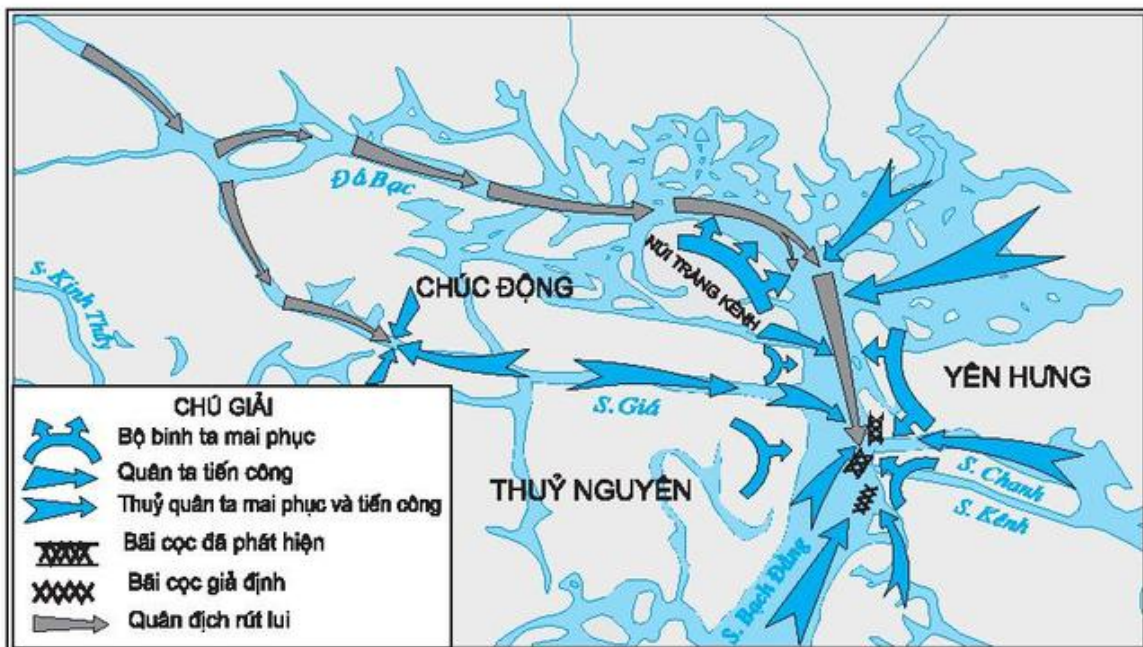 Đá Bạc
NÚI TRÀNG KÊNH
S. Kinh Thầy
CHÚC ĐỘNG
YÊN HƯNG
S. Giá
THUỶ NGUYÊN
S. Chanh
S. Kênh
S. Bạch Đằng
CHÚ GIẢI
Bộ binh ta mai phục
Quân ta tiến công
Thuỷ quân ta mai phục và tiến công
Bãi cọc đã phát hiện
Bãi cọc giả định
Quân địch rút lui